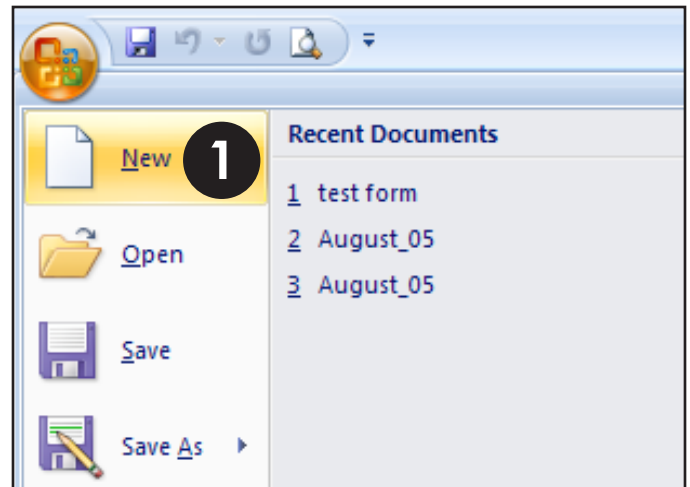 New
1
Open
Save
Save As
Recent Documents
1 test form
2 August_05
3 August_05